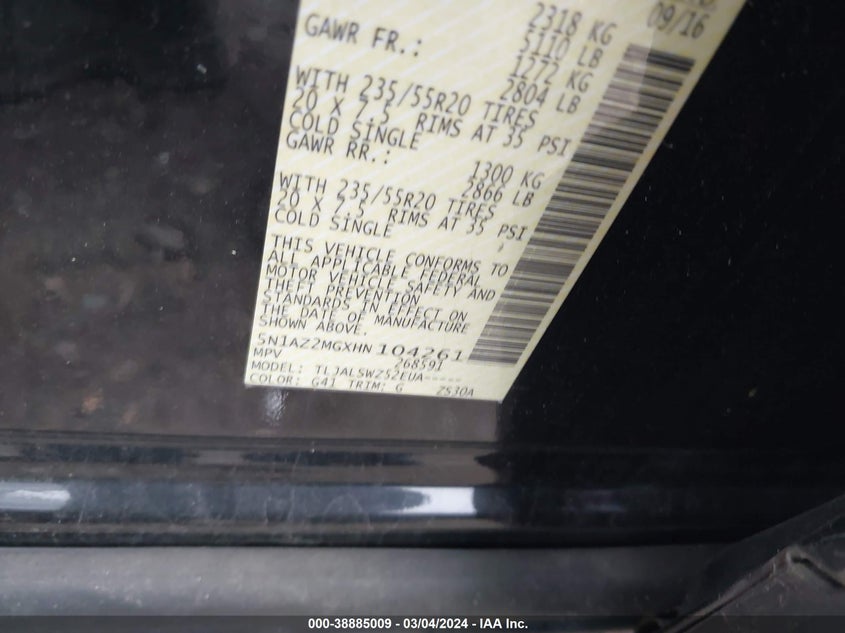 09/16
2318 KG
5110 LB
GAWR FR.: 1272 KG
2804 LB
WITH 235/55R20 TIRES
20 X 7.5 RIMS AT 35 PSI
COLD SINGLE
GAWR RR.: 1300 KG
2866 LB
WITH 235/55R20 TIRES
20 X 7.5 RIMS AT 35 PSI
COLD SINGLE
THIS VEHICLE CONFORMS TO
ALL APPLICABLE FEDERAL
MOTOR VEHICLE SAFETY AND
THEFT PREVENTION
STANDARDS IN EFFECT ON
THE DATE OF MANUFACTURE
SHOWN ABOVE.
5N1AZ2MGXHN 104261
MPV 268591
MODEL: TLJALSWZ52EUA-----
COLOR: G41 TRIM: G ZS30A
000-38885009 - 03/04/2024 - IAA Inc.